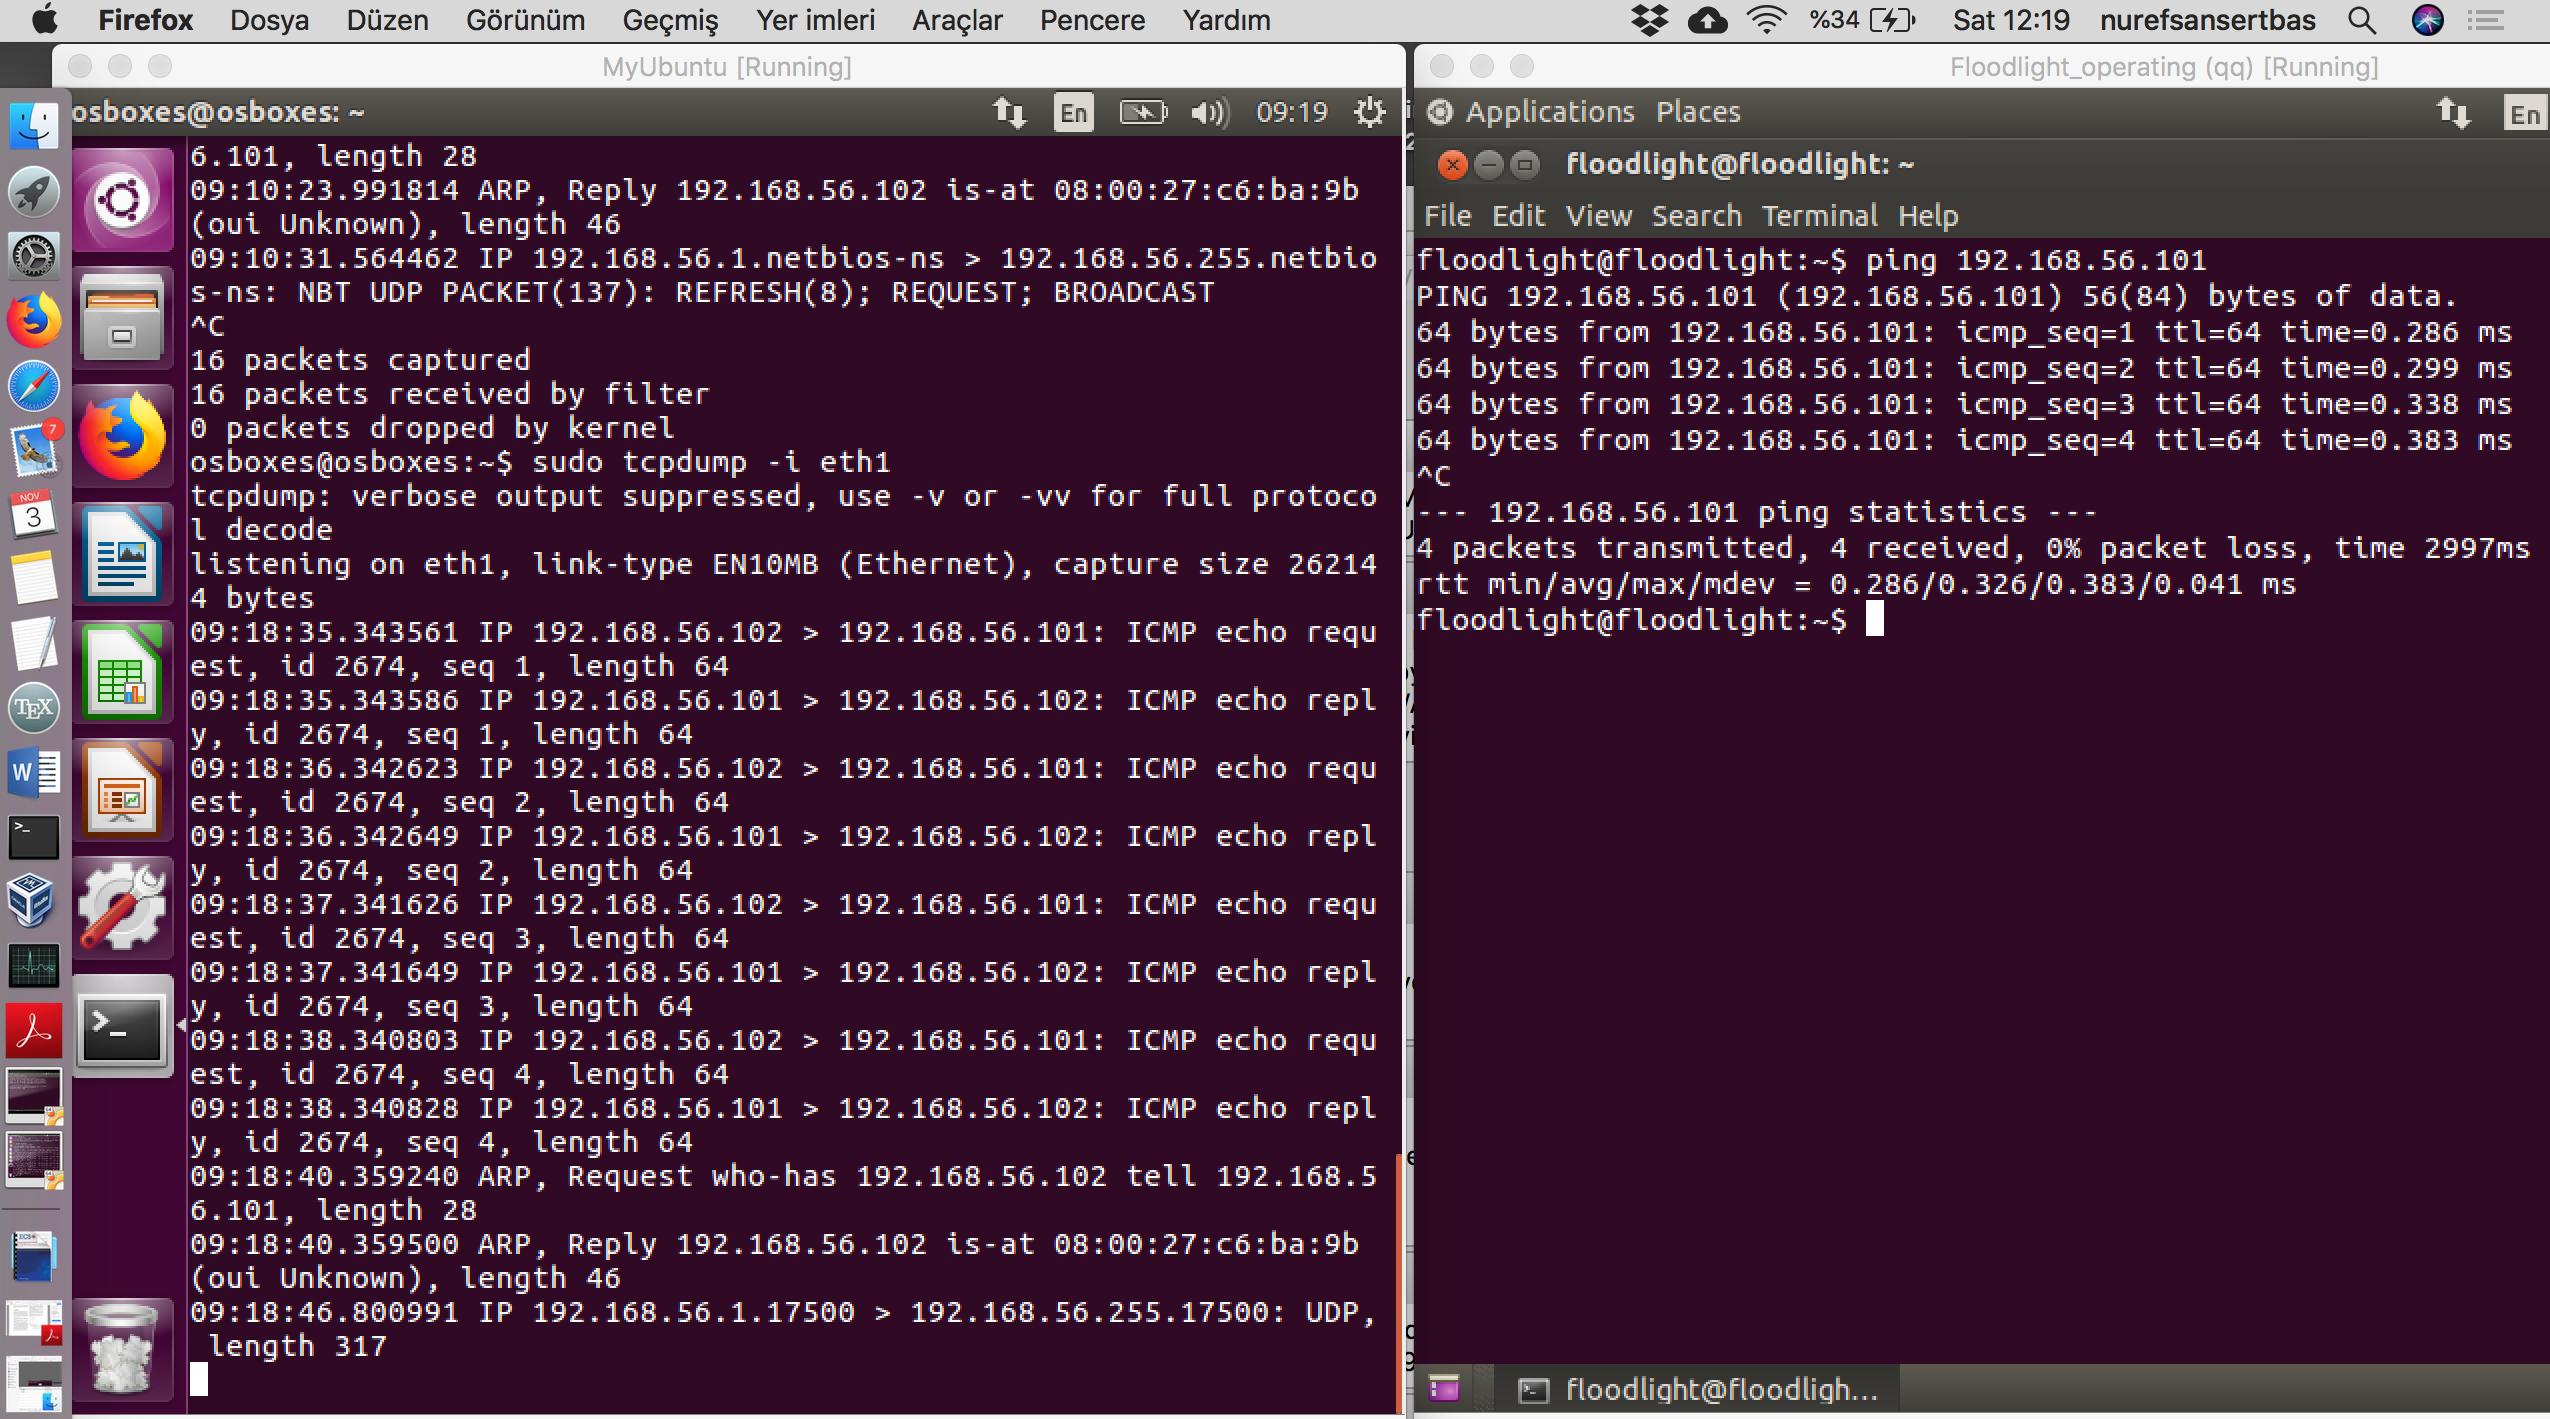 Firefox Dosya Düzen Görünüm Geçmiş Yer imleri Araçlar Pencere Yardım %34 Sat 12:19 nurefsansertbas
MyUbuntu [Running]
osboxes@osboxes: ~ En 09:19
6.101, length 28
09:10:23.991814 ARP, Reply 192.168.56.102 is-at 08:00:27:c6:ba:9b
(oui Unknown), length 46
09:10:31.564462 IP 192.168.56.1.netbios-ns > 192.168.56.255.netbio
s-ns: NBT UDP PACKET(137): REFRESH(8); REQUEST; BROADCAST
^C
16 packets captured
16 packets received by filter
0 packets dropped by kernel
osboxes@osboxes:~$ sudo tcpdump -i eth1
tcpdump: verbose output suppressed, use -v or -vv for full protoco
l decode
listening on eth1, link-type EN10MB (Ethernet), capture size 26214
4 bytes
09:18:35.343561 IP 192.168.56.102 > 192.168.56.101: ICMP echo requ
est, id 2674, seq 1, length 64
09:18:35.343586 IP 192.168.56.101 > 192.168.56.102: ICMP echo repl
y, id 2674, seq 1, length 64
09:18:36.342623 IP 192.168.56.102 > 192.168.56.101: ICMP echo requ
est, id 2674, seq 2, length 64
09:18:36.342649 IP 192.168.56.101 > 192.168.56.102: ICMP echo repl
y, id 2674, seq 2, length 64
09:18:37.341626 IP 192.168.56.102 > 192.168.56.101: ICMP echo requ
est, id 2674, seq 3, length 64
09:18:37.341649 IP 192.168.56.101 > 192.168.56.102: ICMP echo repl
y, id 2674, seq 3, length 64
09:18:38.340803 IP 192.168.56.102 > 192.168.56.101: ICMP echo requ
est, id 2674, seq 4, length 64
09:18:38.340828 IP 192.168.56.101 > 192.168.56.102: ICMP echo repl
y, id 2674, seq 4, length 64
09:18:40.359240 ARP, Request who-has 192.168.56.102 tell 192.168.5
6.101, length 28
09:18:40.359500 ARP, Reply 192.168.56.102 is-at 08:00:27:c6:ba:9b
(oui Unknown), length 46
09:18:46.800991 IP 192.168.56.1.17500 > 192.168.56.255.17500: UDP,
length 317
Floodlight_operating (qq) [Running]
Applications Places En
floodlight@floodlight: ~
File Edit View Search Terminal Help
floodlight@floodlight:~$ ping 192.168.56.101
PING 192.168.56.101 (192.168.56.101) 56(84) bytes of data.
64 bytes from 192.168.56.101: icmp_seq=1 ttl=64 time=0.286 ms
64 bytes from 192.168.56.101: icmp_seq=2 ttl=64 time=0.299 ms
64 bytes from 192.168.56.101: icmp_seq=3 ttl=64 time=0.338 ms
64 bytes from 192.168.56.101: icmp_seq=4 ttl=64 time=0.383 ms
^C
--- 192.168.56.101 ping statistics ---
4 packets transmitted, 4 received, 0% packet loss, time 2997ms
rtt min/avg/max/mdev = 0.286/0.326/0.383/0.041 ms
floodlight@floodlight:~$
floodlight@floodligh...
7
NOV
3
TEX
W